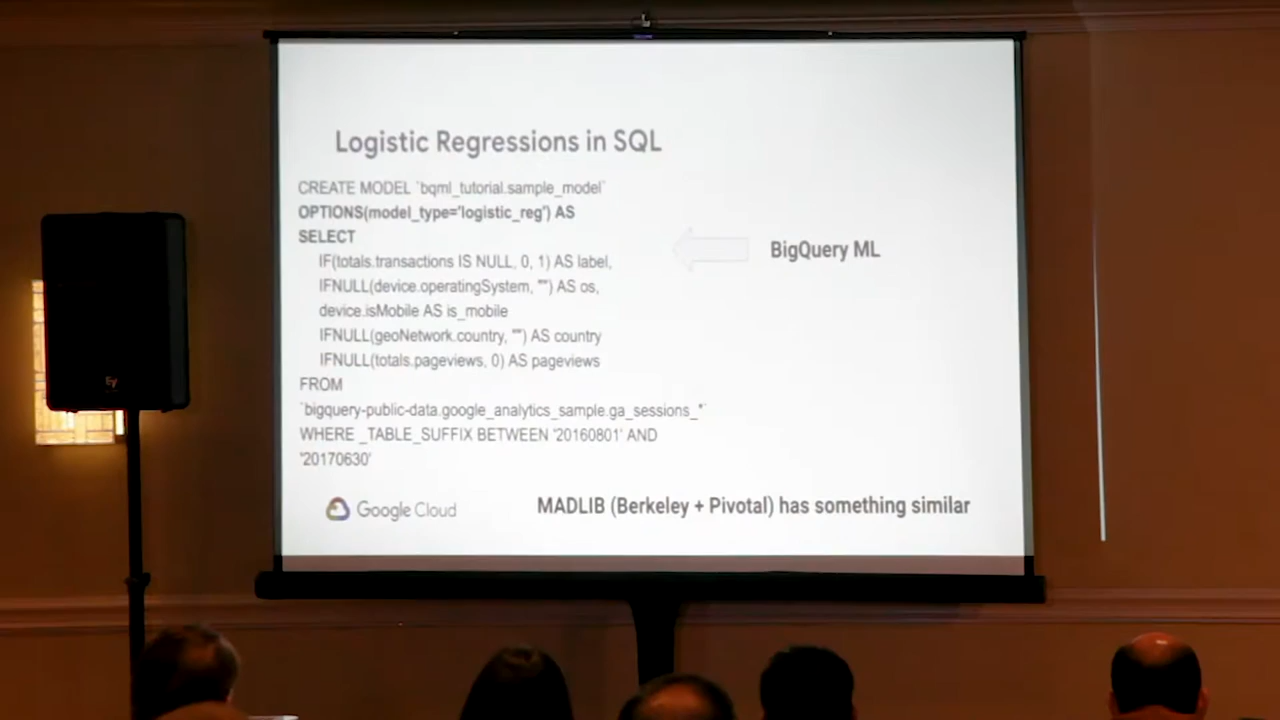 Logistic Regressions in SQL
CREATE MODEL `bqml_tutorial.sample_model`
OPTIONS(model_type='logistic_reg') AS
SELECT
IF(totals.transactions IS NULL, 0, 1) AS label,
IFNULL(device.operatingSystem, "") AS os,
device.isMobile AS is_mobile
IFNULL(geoNetwork.country, "") AS country
IFNULL(totals.pageviews, 0) AS pageviews
FROM
`bigquery-public-data.google_analytics_sample.ga_sessions_*`
WHERE _TABLE_SUFFIX BETWEEN '20160801' AND
'20170630'
BigQuery ML
Google Cloud
MADLIB (Berkeley + Pivotal) has something similar
EV